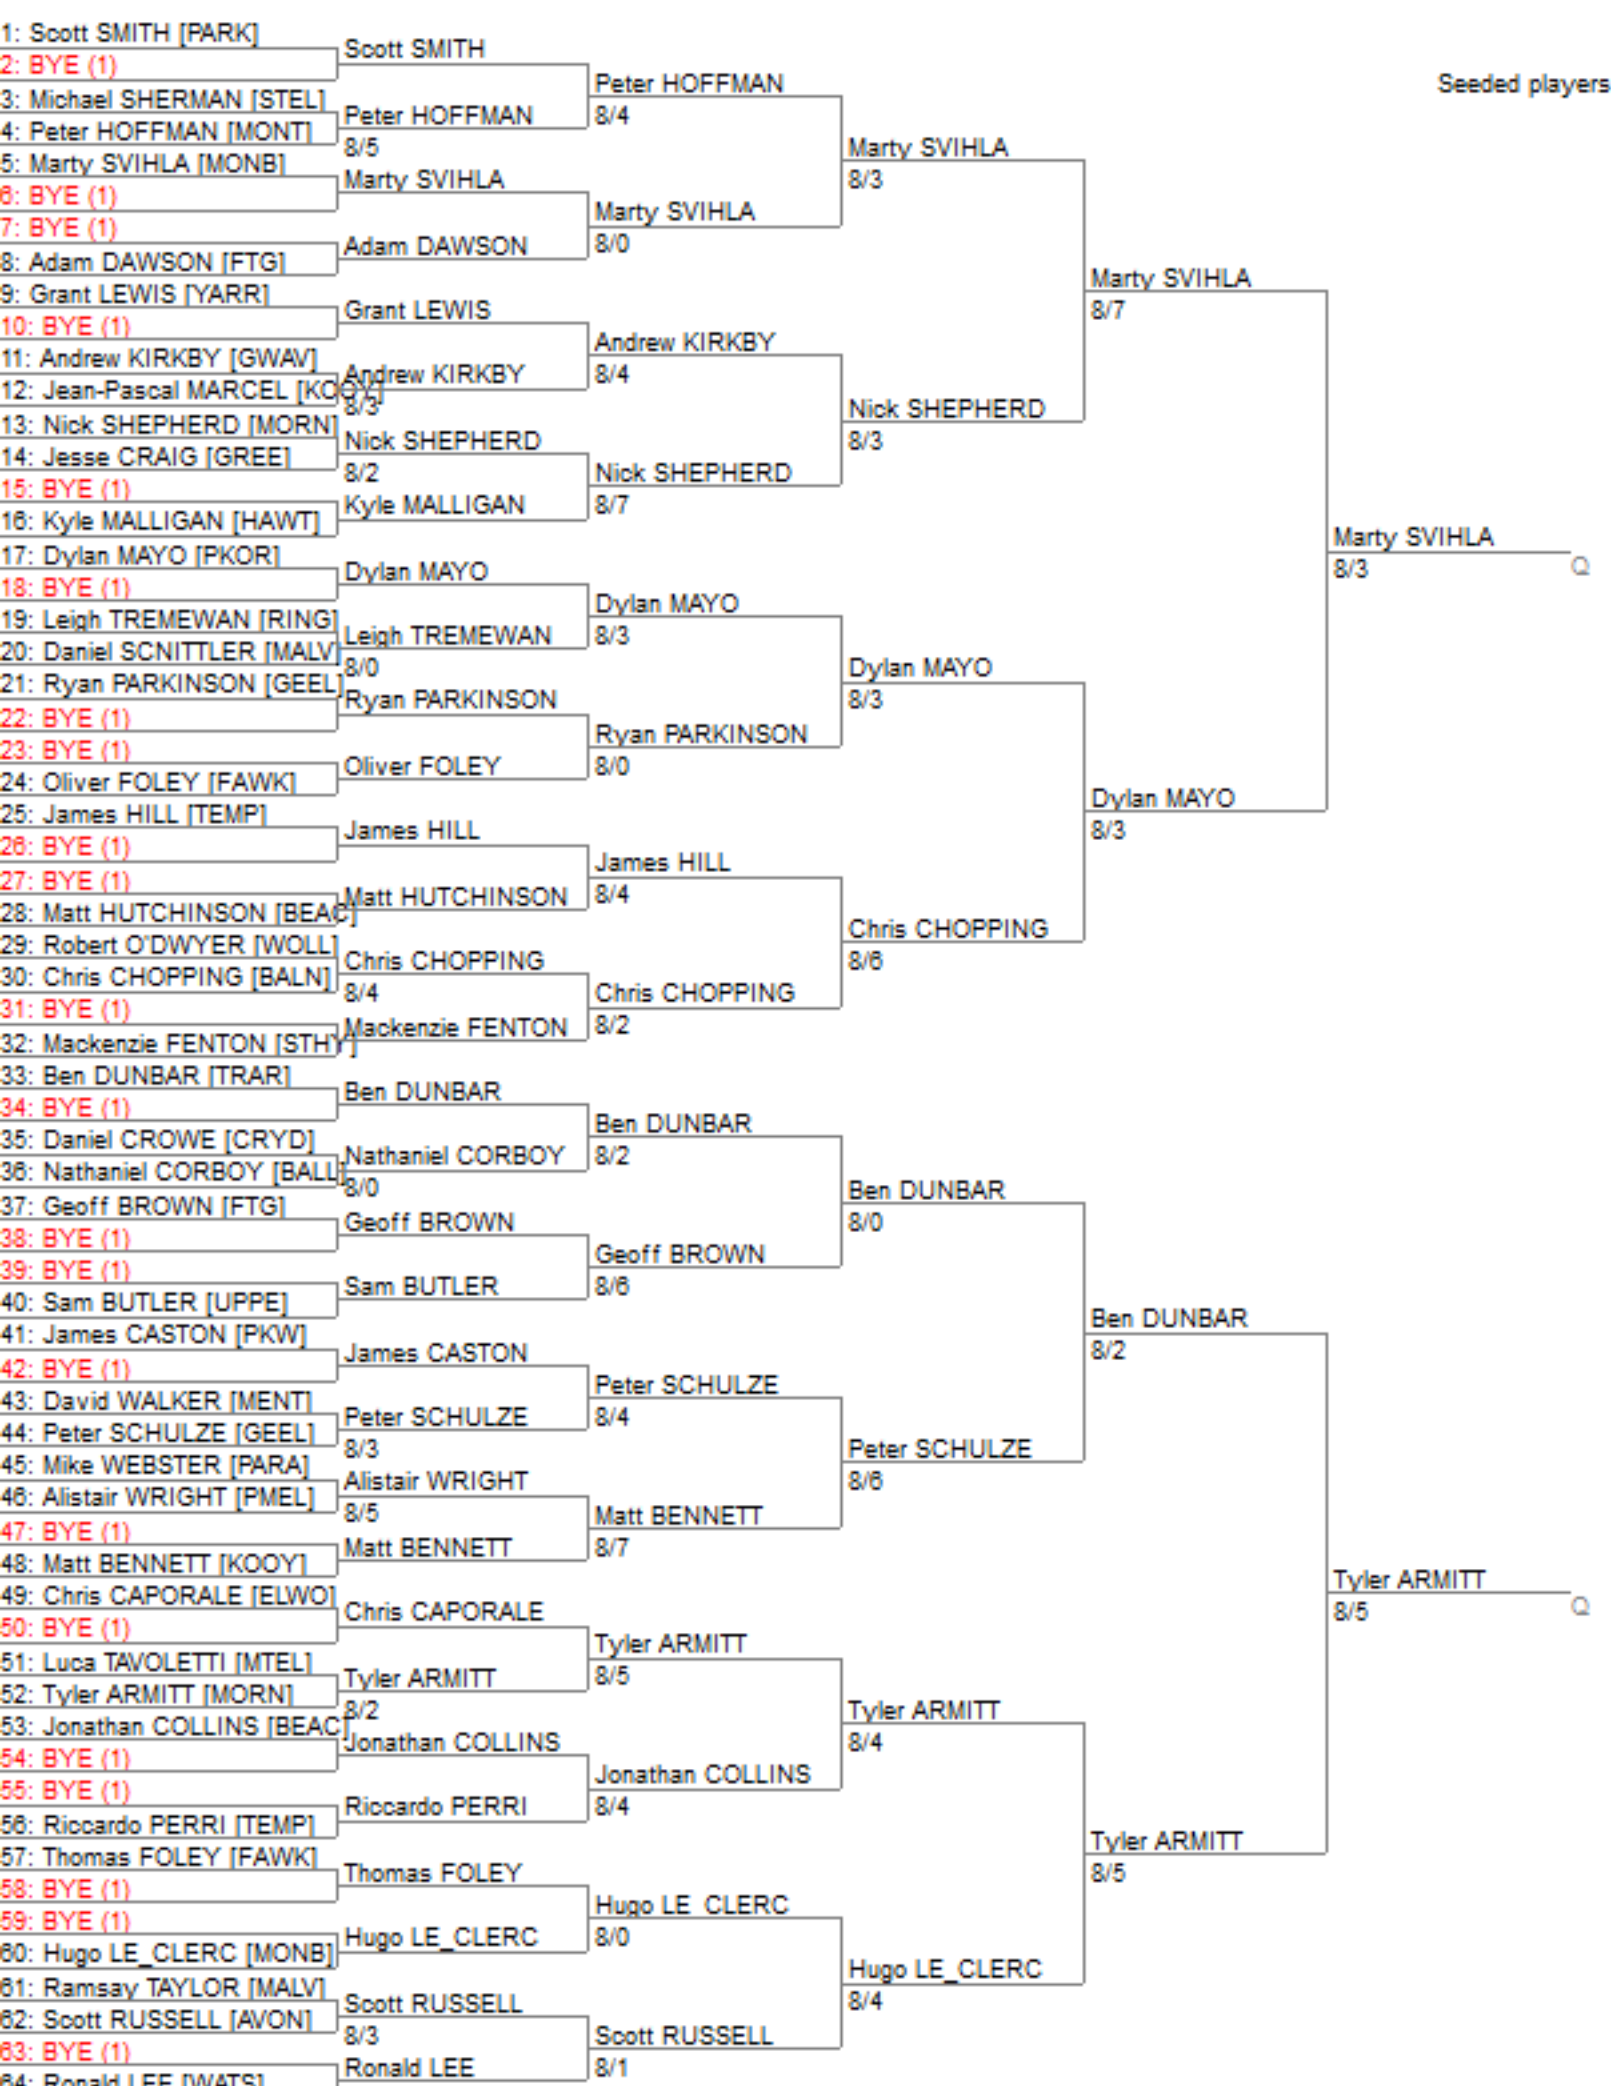 1: Scott SMITH [PARK]
2: BYE (1)
3: Michael SHERMAN [STEL]
4: Peter HOFFMAN [MONT]
5: Marty SVIHLA [MONB]
6: BYE (1)
7: BYE (1)
8: Adam DAWSON [FTG]
9: Grant LEWIS [YARR]
10: BYE (1)
11: Andrew KIRKBY [GWAV]
12: Jean-Pascal MARCEL [KOOY]
13: Nick SHEPHERD [MORN]
14: Jesse CRAIG [GREE]
15: BYE (1)
16: Kyle MALLIGAN [HAWT]
17: Dylan MAYO [PKOR]
18: BYE (1)
19: Leigh TREMEWAN [RING]
20: Daniel SCNITTLER [MALV]
21: Ryan PARKINSON [GEEL]
22: BYE (1)
23: BYE (1)
24: Oliver FOLEY [FAWK]
25: James HILL [TEMP]
26: BYE (1)
27: BYE (1)
28: Matt HUTCHINSON [BEAC]
29: Robert O'DWYER [WOLL]
30: Chris CHOPPING [BALN]
31: BYE (1)
32: Mackenzie FENTON [STHY]
33: Ben DUNBAR [TRAR]
34: BYE (1)
35: Daniel CROWE [CRYD]
36: Nathaniel CORBOY [BALL]
37: Geoff BROWN [FTG]
38: BYE (1)
39: BYE (1)
40: Sam BUTLER [UPPE]
41: James CASTON [PKW]
42: BYE (1)
43: David WALKER [MENT]
44: Peter SCHULZE [GEEL]
45: Mike WEBSTER [PARA]
46: Alistair WRIGHT [PMEL]
47: BYE (1)
48: Matt BENNETT [KOOY]
49: Chris CAPORALE [ELWO]
50: BYE (1)
51: Luca TAVOLETTI [MTEL]
52: Tyler ARMITT [MORN]
53: Jonathan COLLINS [BEAC]
54: BYE (1)
55: BYE (1)
56: Riccardo PERRI [TEMP]
57: Thomas FOLEY [FAWK]
58: BYE (1)
59: BYE (1)
60: Hugo LE_CLERC [MONB]
61: Ramsay TAYLOR [MALV]
62: Scott RUSSELL [AVON]
63: BYE (1)
64: Ronald LEE [WATS]
Scott SMITH
Peter HOFFMAN
8/5
Marty SVIHLA
Adam DAWSON
Grant LEWIS
Andrew KIRKBY
8/3
Nick SHEPHERD
8/2
Kyle MALLIGAN
Dylan MAYO
Leigh TREMEWAN
8/0
Ryan PARKINSON
Oliver FOLEY
James HILL
Matt HUTCHINSON
Chris CHOPPING
8/4
Mackenzie FENTON
Ben DUNBAR
Nathaniel CORBOY
8/0
Geoff BROWN
Sam BUTLER
James CASTON
Peter SCHULZE
8/3
Alistair WRIGHT
8/5
Matt BENNETT
Chris CAPORALE
Tyler ARMITT
8/2
Jonathan COLLINS
Riccardo PERRI
Thomas FOLEY
Hugo LE_CLERC
Scott RUSSELL
8/3
Ronald LEE
Peter HOFFMAN
8/4
Marty SVIHLA
8/0
Andrew KIRKBY
8/4
Nick SHEPHERD
8/7
Dylan MAYO
8/3
Ryan PARKINSON
8/0
James HILL
8/4
Chris CHOPPING
8/2
Ben DUNBAR
8/2
Geoff BROWN
8/6
Peter SCHULZE
8/4
Matt BENNETT
8/7
Tyler ARMITT
8/5
Jonathan COLLINS
8/4
Hugo LE_CLERC
8/0
Scott RUSSELL
8/1
Marty SVIHLA
8/3
Nick SHEPHERD
8/3
Dylan MAYO
8/3
Chris CHOPPING
8/6
Ben DUNBAR
8/0
Peter SCHULZE
8/6
Tyler ARMITT
8/4
Hugo LE_CLERC
8/4
Marty SVIHLA
8/7
Dylan MAYO
8/3
Ben DUNBAR
8/2
Tyler ARMITT
8/5
Seeded players
Marty SVIHLA
8/3
Q
Tyler ARMITT
8/5
Q